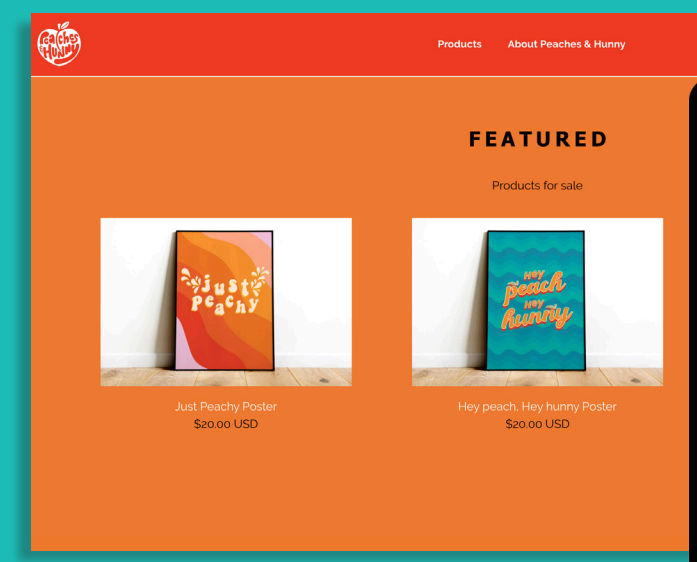 Peaches
&Hunny
Products
About Peaches & Hunny
FEATURED
Products for sale
just
peachy
Hey
peach
Hey
hunny
Just Peachy Poster
$20.00 USD
Hey peach, Hey hunny Poster
$20.00 USD